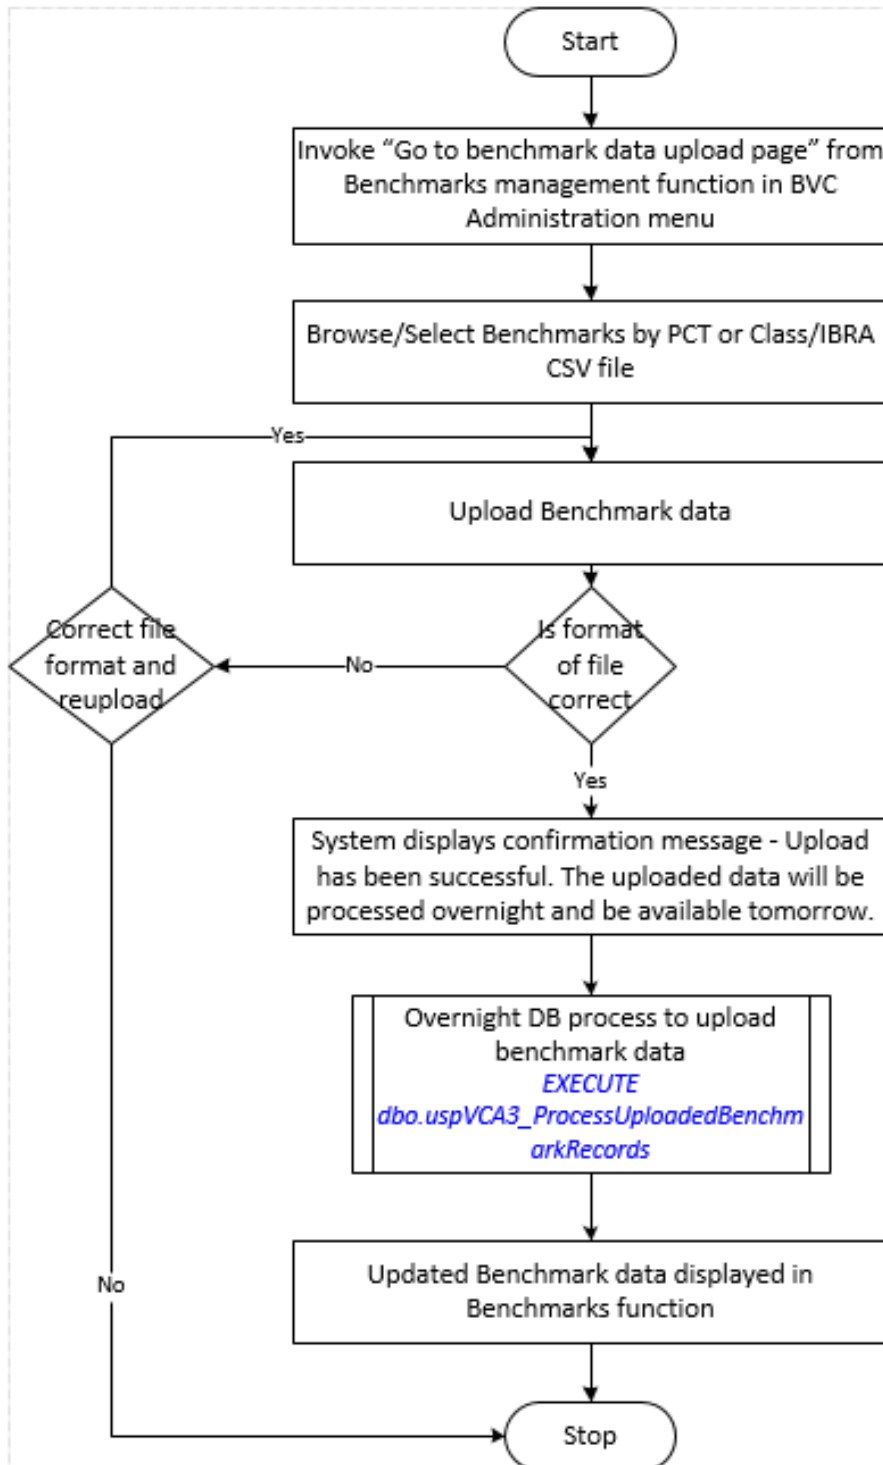 Start
Invoke “Go to benchmark data upload page” from
Benchmarks management function in BVC
Administration menu
Browse/Select Benchmarks by PCT or Class/IBRA
CSV file
Yes
Upload Benchmark data
Correct file
format and
reupload
No
Is format
of file
correct
Yes
System displays confirmation message - Upload
has been successful. The uploaded data will be
processed overnight and be available tomorrow.
Overnight DB process to upload
benchmark data
EXECUTE
dbo.uspVCA3_ProcessUploadedBenchm
arkRecords
No
Updated Benchmark data displayed in
Benchmarks function
Stop